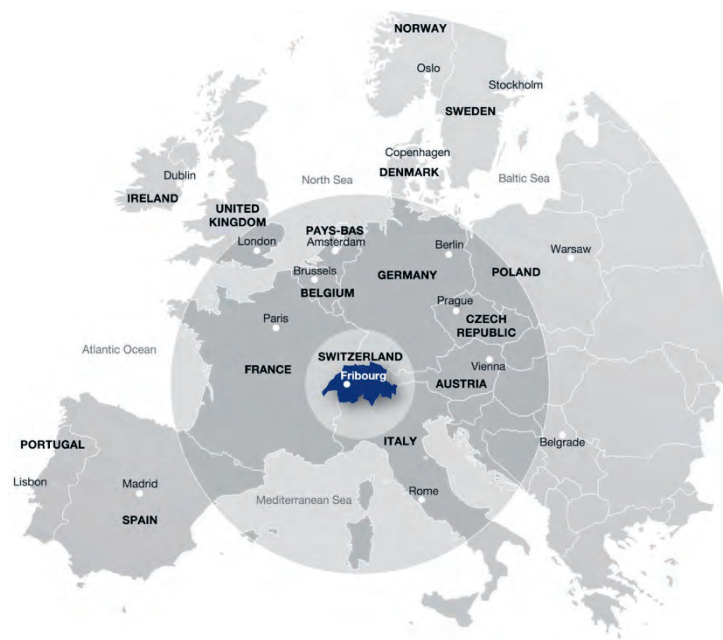 NORWAY
Oslo
Stockholm
SWEDEN
Copenhagen
DENMARK
Dublin
IRELAND
North Sea
Baltic Sea
UNITED
KINGDOM
London
PAYS-BAS
Amsterdam
Berlin
Warsaw
Brussels
BELGIUM
GERMANY
POLAND
Prague
CZECH
REPUBLIC
Paris
Atlantic Ocean
SWITZERLAND
Fribourg
FRANCE
Vienna
AUSTRIA
PORTUGAL
ITALY
Belgrade
Lisbon
Madrid
SPAIN
Mediterranean Sea
Rome